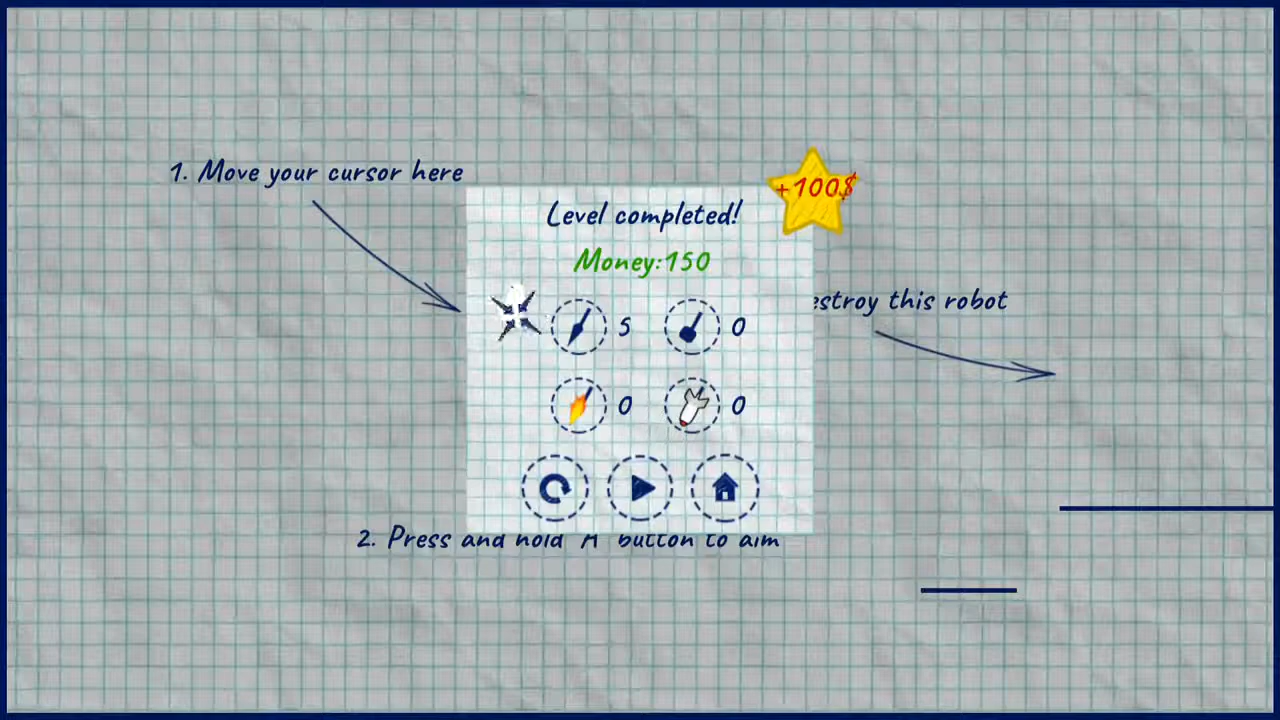 1. Move your cursor here
Level completed!
+100$
Money:150
5
0
estroy this robot
0
0
2. Press and hold "A" button to aim